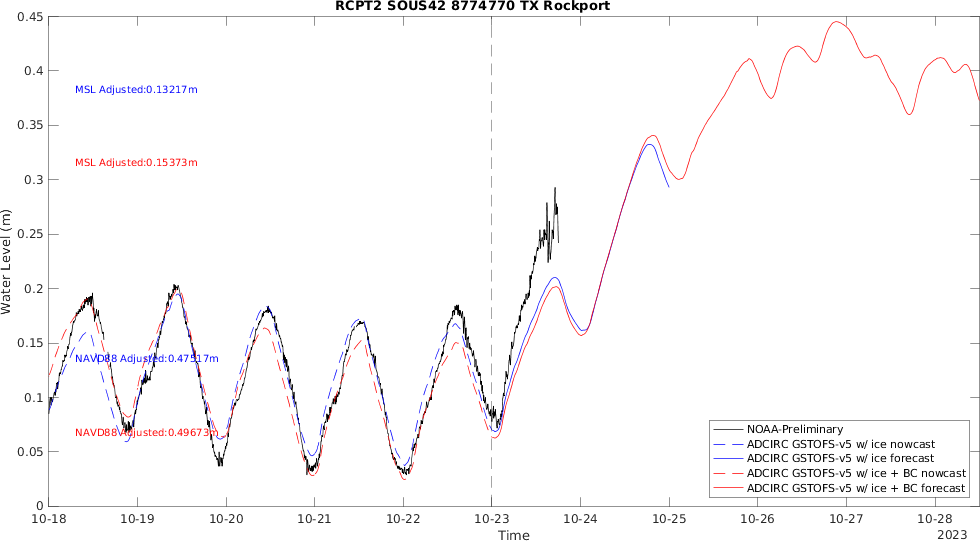 RCPT2 SOUS42 8774770 TX Rockport
Water Level (m)
0.45
0.4
0.35
0.3
0.25
0.2
0.15
0.1
0.05
0
MSL Adjusted:0.13217m
MSL Adjusted:0.15373m
NAVD88 Adjusted:0.47517m
NAVD88 Adjusted:0.49673m
NOAA-Preliminary
ADCIRC GSTOFS-v5 w/ ice nowcast
ADCIRC GSTOFS-v5 w/ ice forecast
ADCIRC GSTOFS-v5 w/ ice + BC nowcast
ADCIRC GSTOFS-v5 w/ ice + BC forecast
10-18 10-19 10-20 10-21 10-22 10-23 10-24 10-25 10-26 10-27 10-28
Time
2023